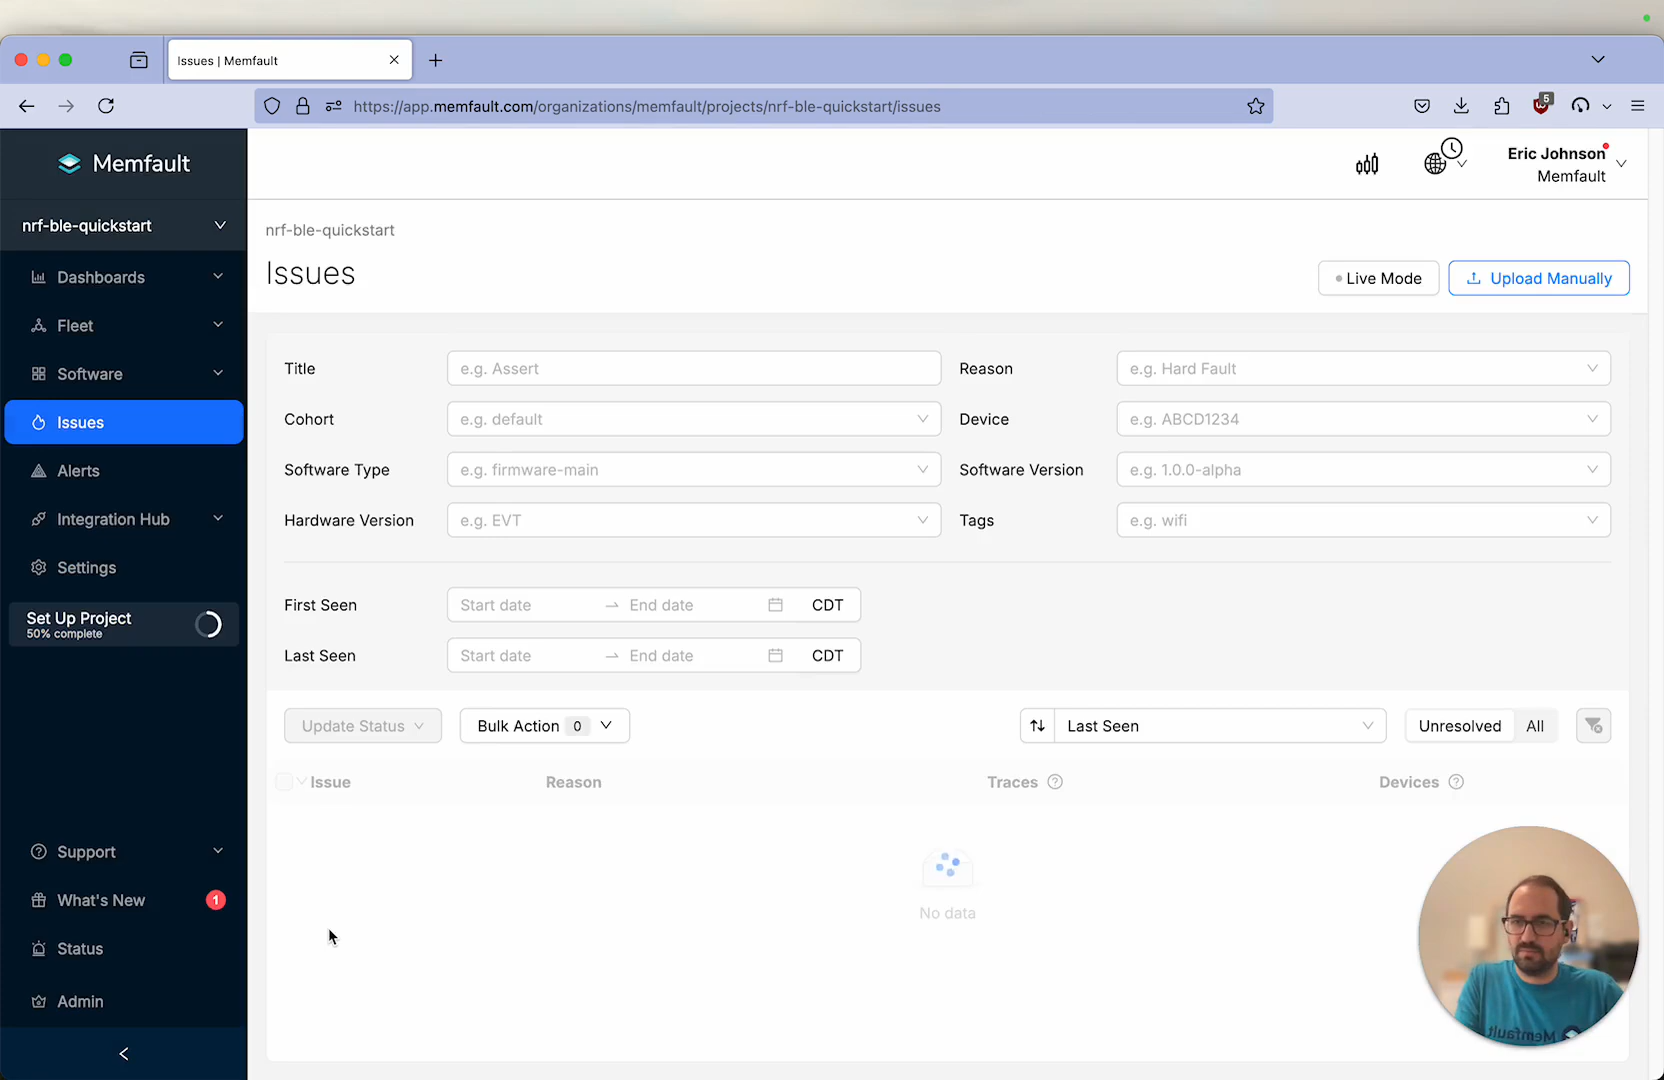 Issues | Memfault
https://app.memfault.com/organizations/memfault/projects/nrf-ble-quickstart/issues
5
Memfault
Eric Johnson
Memfault
nrf-ble-quickstart
Dashboards
Fleet
Software
Issues
Alerts
Integration Hub
Settings
Set Up Project
50% complete
Support
What's New
1
Status
Admin
nrf-ble-quickstart
Issues
Live Mode
Upload Manually
Title
e.g. Assert
Reason
e.g. Hard Fault
Cohort
e.g. default
Device
e.g. ABCD1234
Software Type
e.g. firmware-main
Software Version
e.g. 1.0.0-alpha
Hardware Version
e.g. EVT
Tags
e.g. wifi
First Seen
Start date
End date
CDT
Last Seen
Start date
End date
CDT
Update Status
Bulk Action 0
Last Seen
Unresolved
All
Issue
Reason
Traces
Devices
No data
Memfault